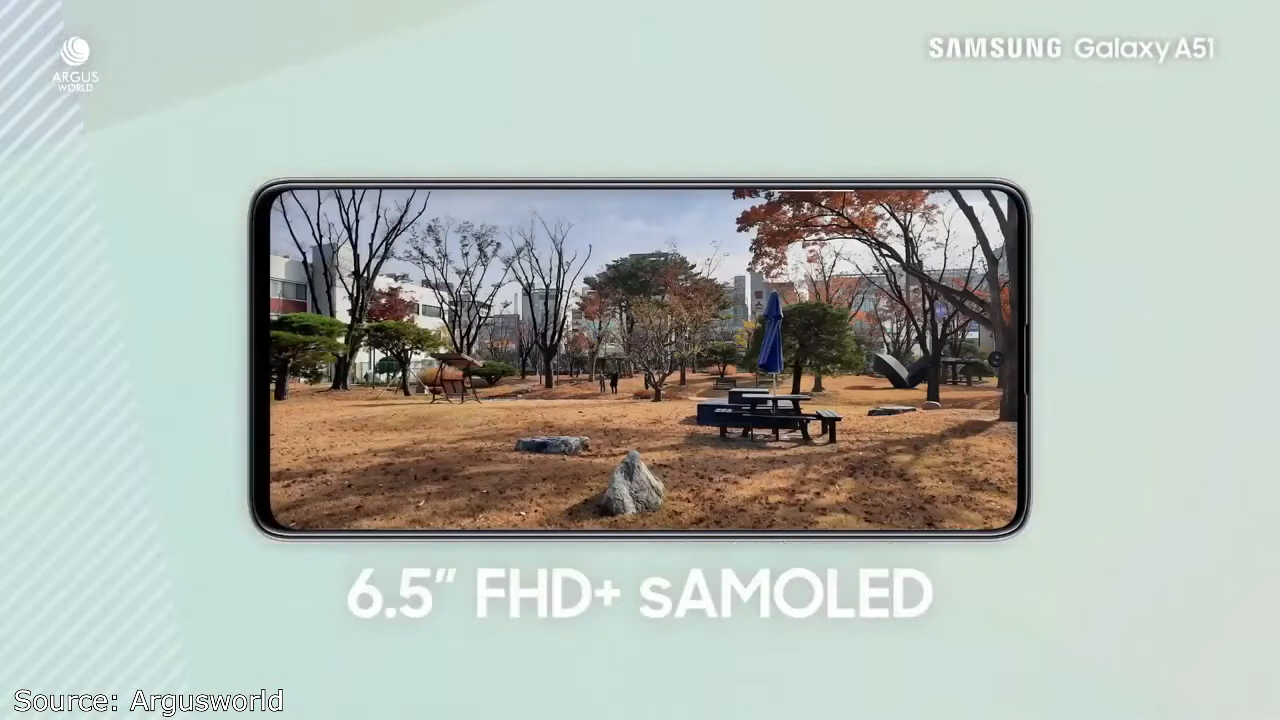 ARGUS
WORLD
SAMSUNG Galaxy A51
6.5" FHD+ sAMOLED
Source: Argusworld